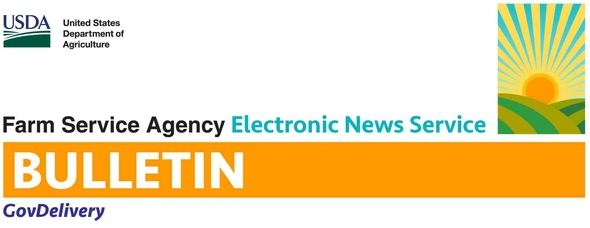 USDA
United States
Department of
Agriculture
Farm Service Agency Electronic News Service
BULLETIN
GovDelivery